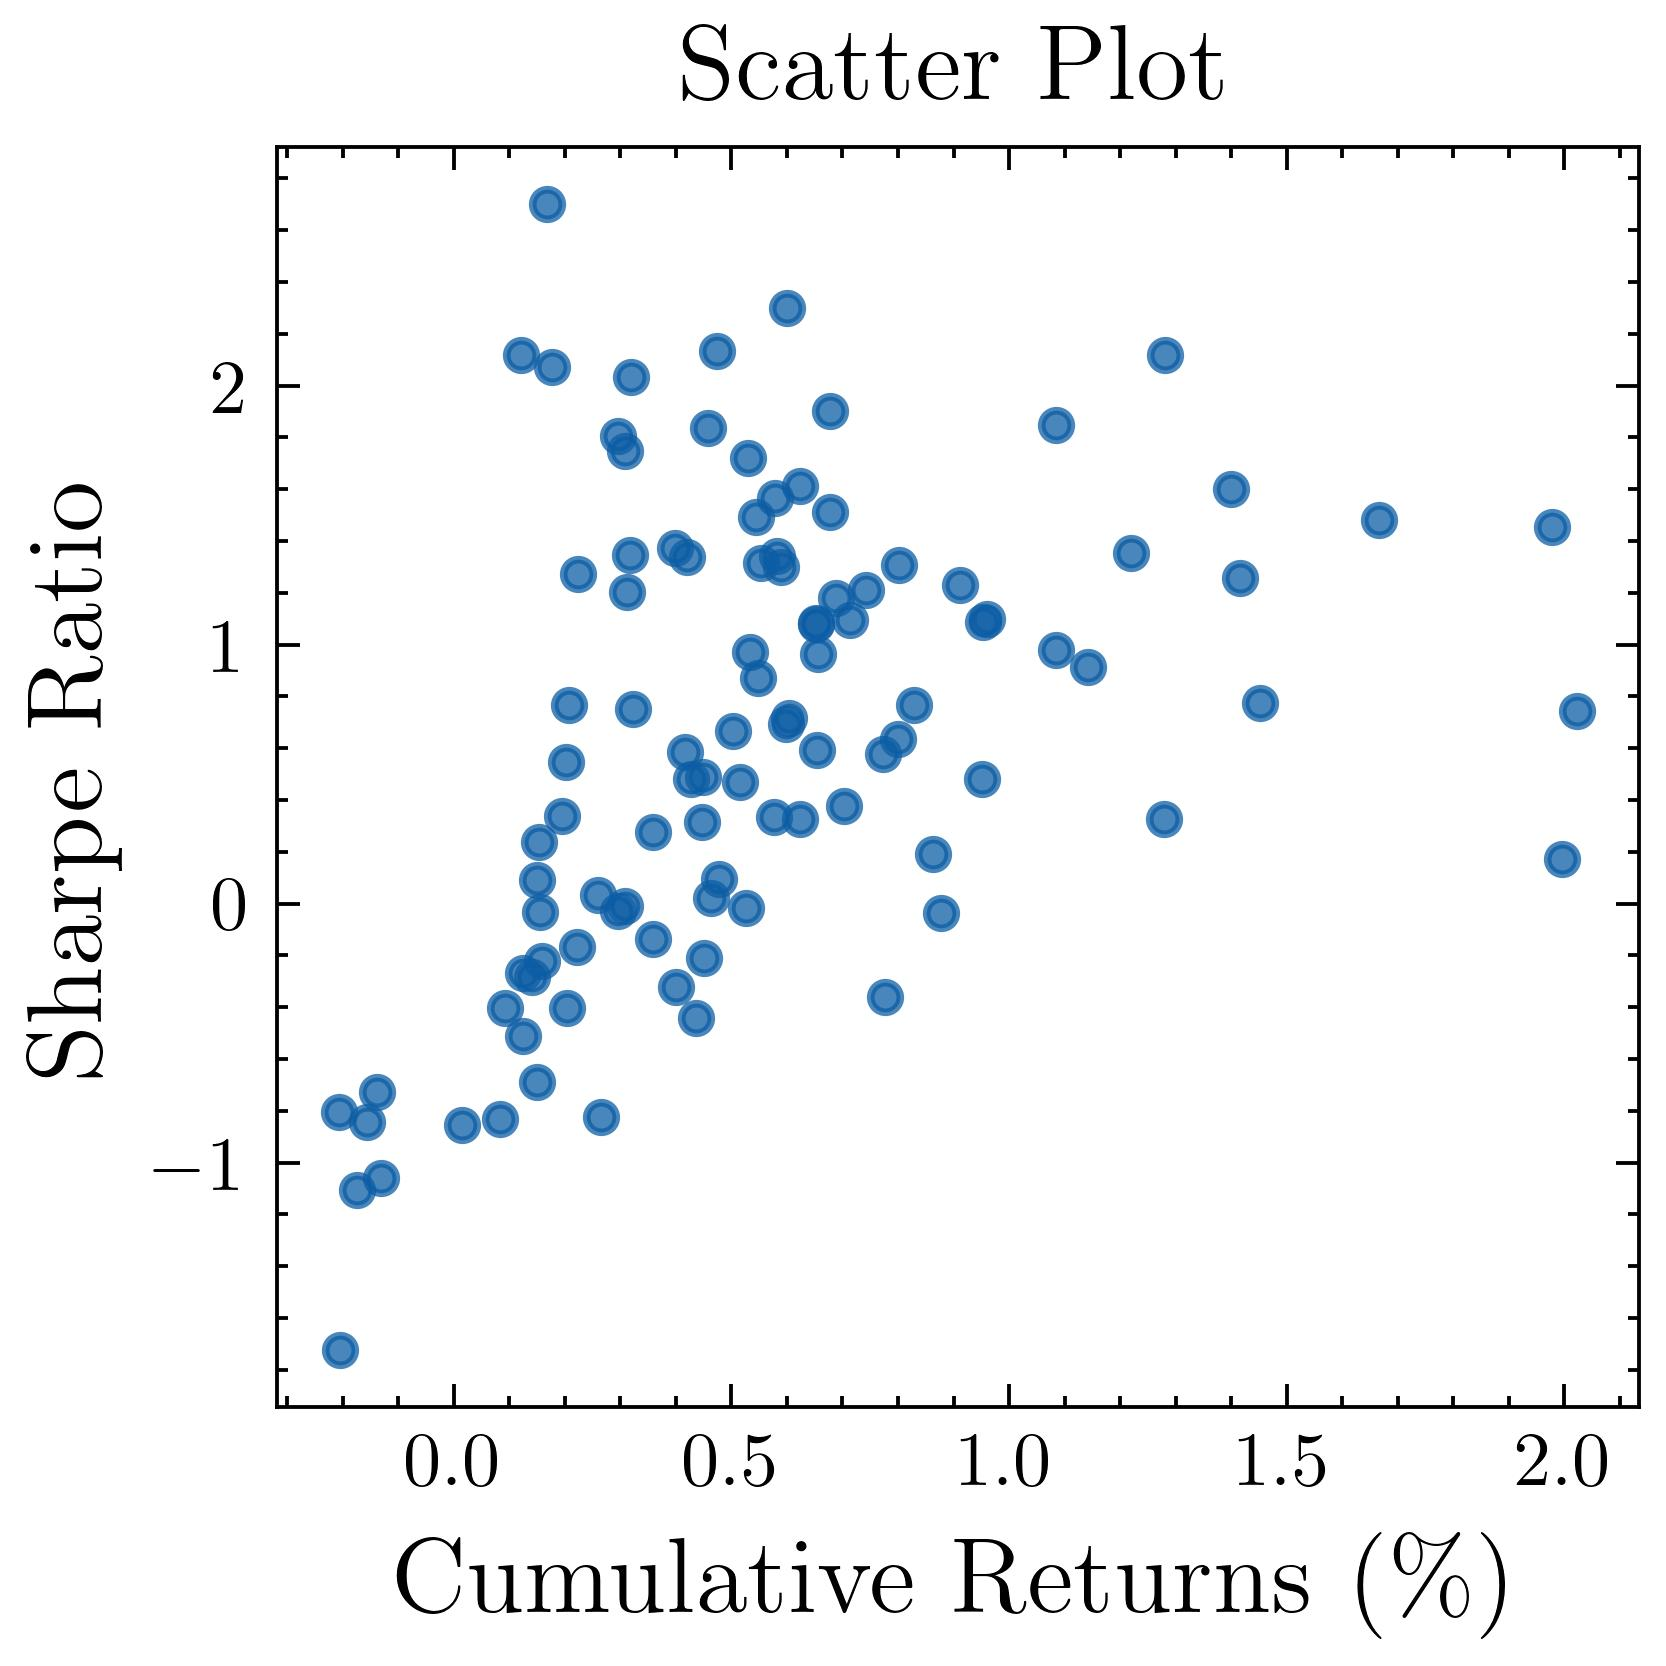 Scatter Plot
Sharpe Ratio
2
1
0
−1
0.0 0.5 1.0 1.5 2.0
Cumulative Returns (%)